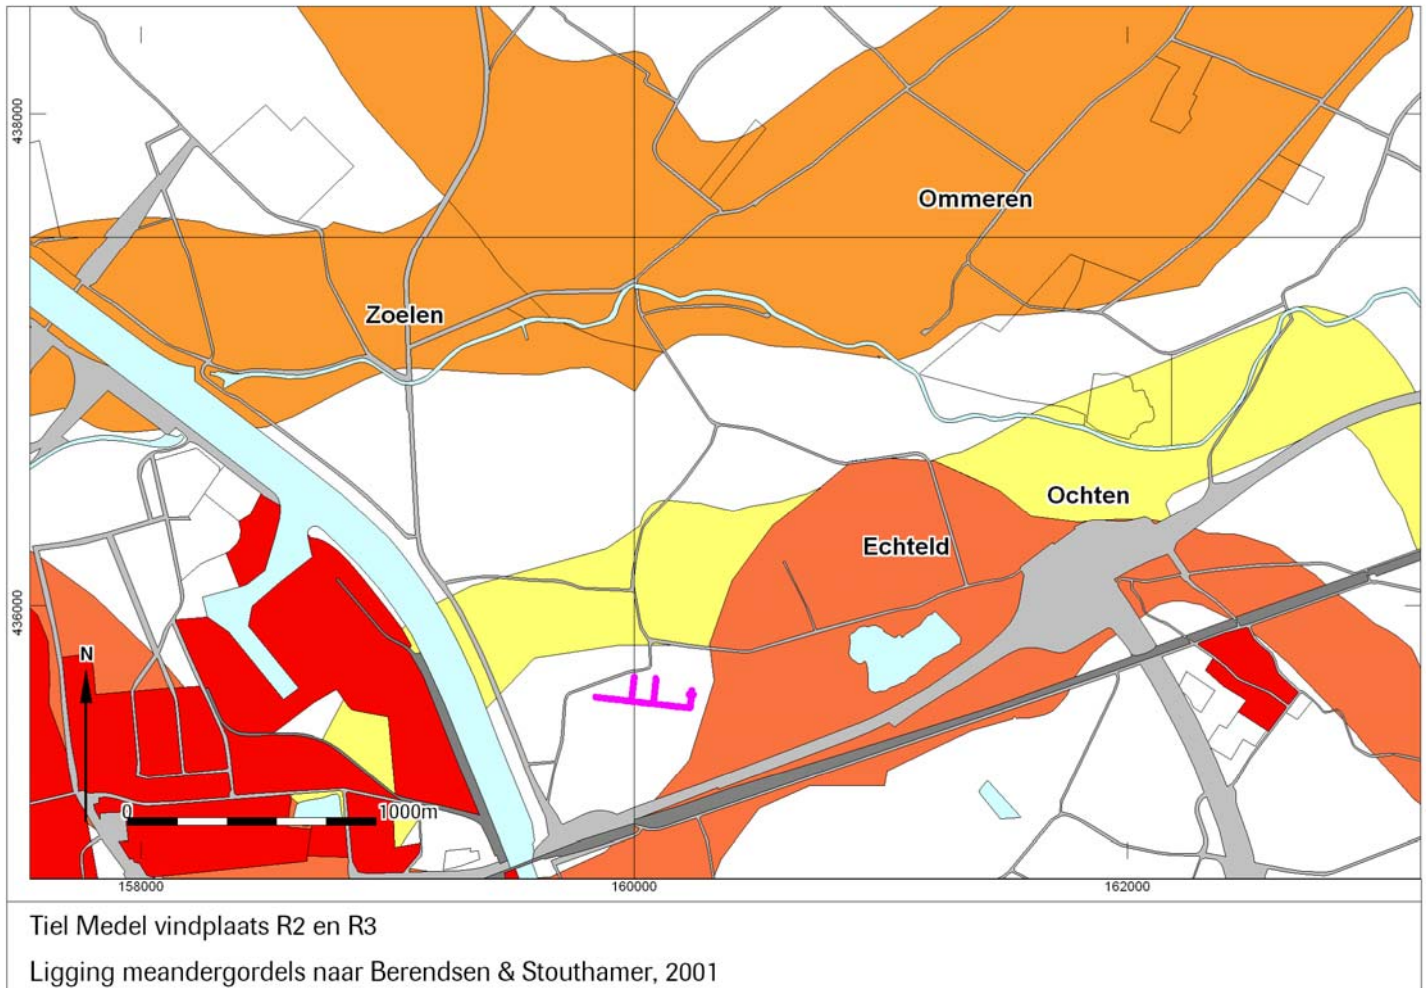 438000
Ommeren
Zoelen
Ochten
Echteld
436000
N
0 1000m
158000 160000 162000
Tiel Medel vindplaats R2 en R3
Ligging meandergordels naar Berendsen & Stouthamer, 2001